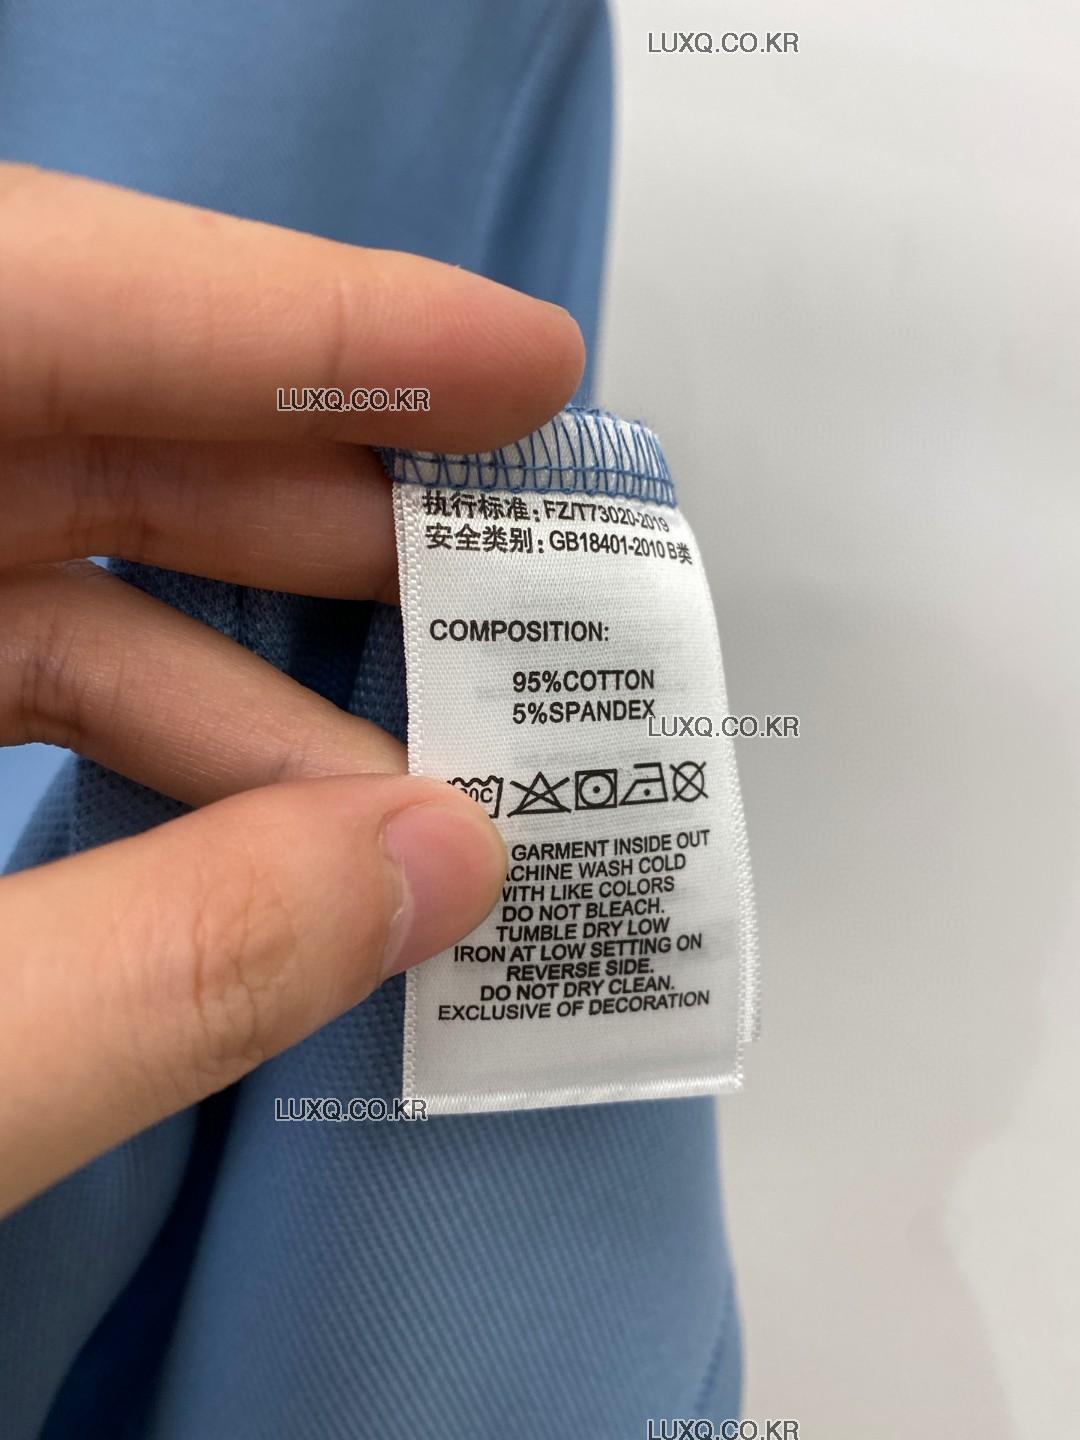 LUXQ.CO.KR
LUXQ.CO.KR
执行标准: FZ/T73020-2019
安全类别: GB18401-2010 B类
COMPOSITION:
95%COTTON
5%SPANDEX
LUXQ.CO.KR
GARMENT INSIDE OUT
WASH COLD
WITH LIKE COLORS
DO NOT BLEACH.
TUMBLE DRY LOW
IRON AT LOW SETTING ON
REVERSE SIDE.
DO NOT DRY CLEAN.
EXCLUSIVE OF DECORATION
LUXQ.CO.KR
LUXQ.CO.KR